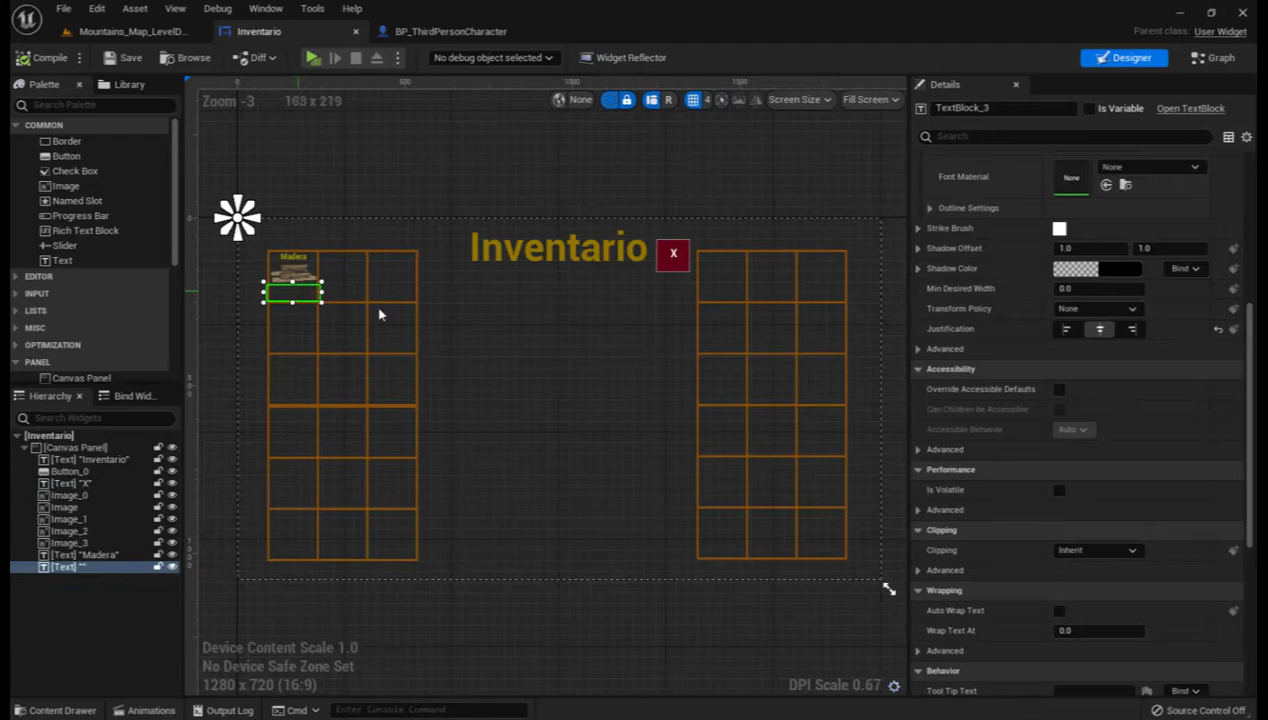 File Edit Asset View Debug Window Tools Help
Mountains_Map_LevelD... Inventario BP_ThirdPersonCharacter Parent class: User Widget
Compile Save Browse Diff No debug object selected Widget Reflector Designer Graph
Palette Library 0 500 1000 1500 Details
Zoom -3 163 x 219 None R 4 Screen Size Fill Screen
Search Palette TextBlock_3 Is Variable Open TextBlock
COMMON
Search
Border
Button
Check Box
Image
Named Slot
Progress Bar
Rich Text Block
Slider
Text
EDITOR
INPUT
LISTS
MISC
OPTIMIZATION
PANEL
Canvas Panel
Hierarchy Bind Wid...
Search Widgets
[Inventario]
[Canvas Panel]
[Text] "Inventario"
Button_0
[Text] "X"
Image_0
Image
Image_1
Image_2
Image_3
[Text] "Madera"
[Text] ""
Inventario X
Madera
Device Content Scale 1.0
No Device Safe Zone Set
1280 x 720 (16:9) DPI Scale 0.67
Font Material None None
Outline Settings
Strike Brush
Shadow Offset 1.0 1.0
Shadow Color Bind
Min Desired Width 0.0
Transform Policy None
Justification
Advanced
Accessibility
Override Accessible Defaults
Can Children be Accessible
Accessible Behavior Auto
Advanced
Performance
Is Volatile
Advanced
Clipping
Clipping Inherit
Advanced
Wrapping
Auto Wrap Text
Wrap Text At 0.0
Advanced
Behavior
Tool Tip Text Bind
Content Drawer Animations Output Log Cmd Enter Console Command Source Control Off